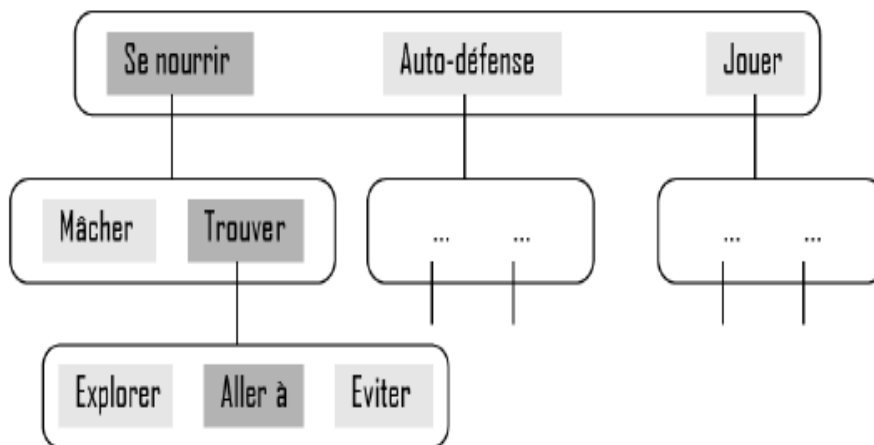 Se nourrir Auto-défense Jouer
Mâcher Trouver ... ... ... ...
Explorer Aller à Eviter